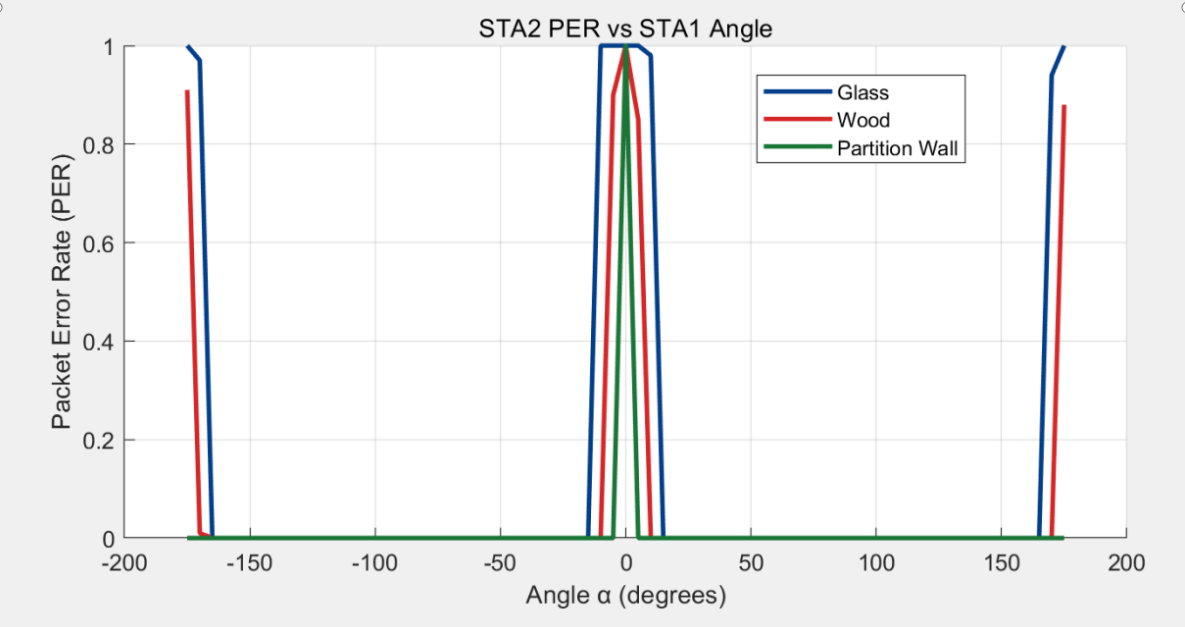 STA2 PER vs STA1 Angle
1
0.8
0.6
0.4
0.2
0
Packet Error Rate (PER)
Glass
Wood
Partition Wall
-200 -150 -100 -50 0 50 100 150 200
Angle α (degrees)